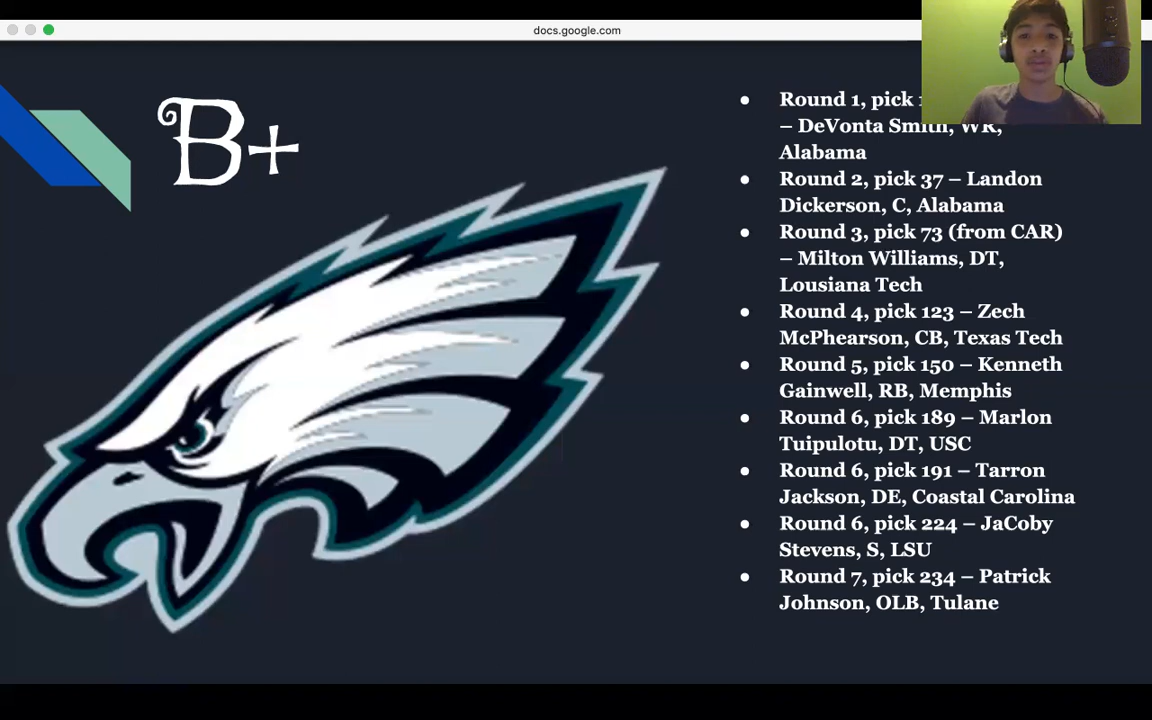 docs.google.com
B+
● Round 1, pick
– DeVonta Smith, WR,
Alabama
● Round 2, pick 37 – Landon
Dickerson, C, Alabama
● Round 3, pick 73 (from CAR)
– Milton Williams, DT,
Lousiana Tech
● Round 4, pick 123 – Zech
McPhearson, CB, Texas Tech
● Round 5, pick 150 – Kenneth
Gainwell, RB, Memphis
● Round 6, pick 189 – Marlon
Tuipulotu, DT, USC
● Round 6, pick 191 – Tarron
Jackson, DE, Coastal Carolina
● Round 6, pick 224 – JaCoby
Stevens, S, LSU
● Round 7, pick 234 – Patrick
Johnson, OLB, Tulane